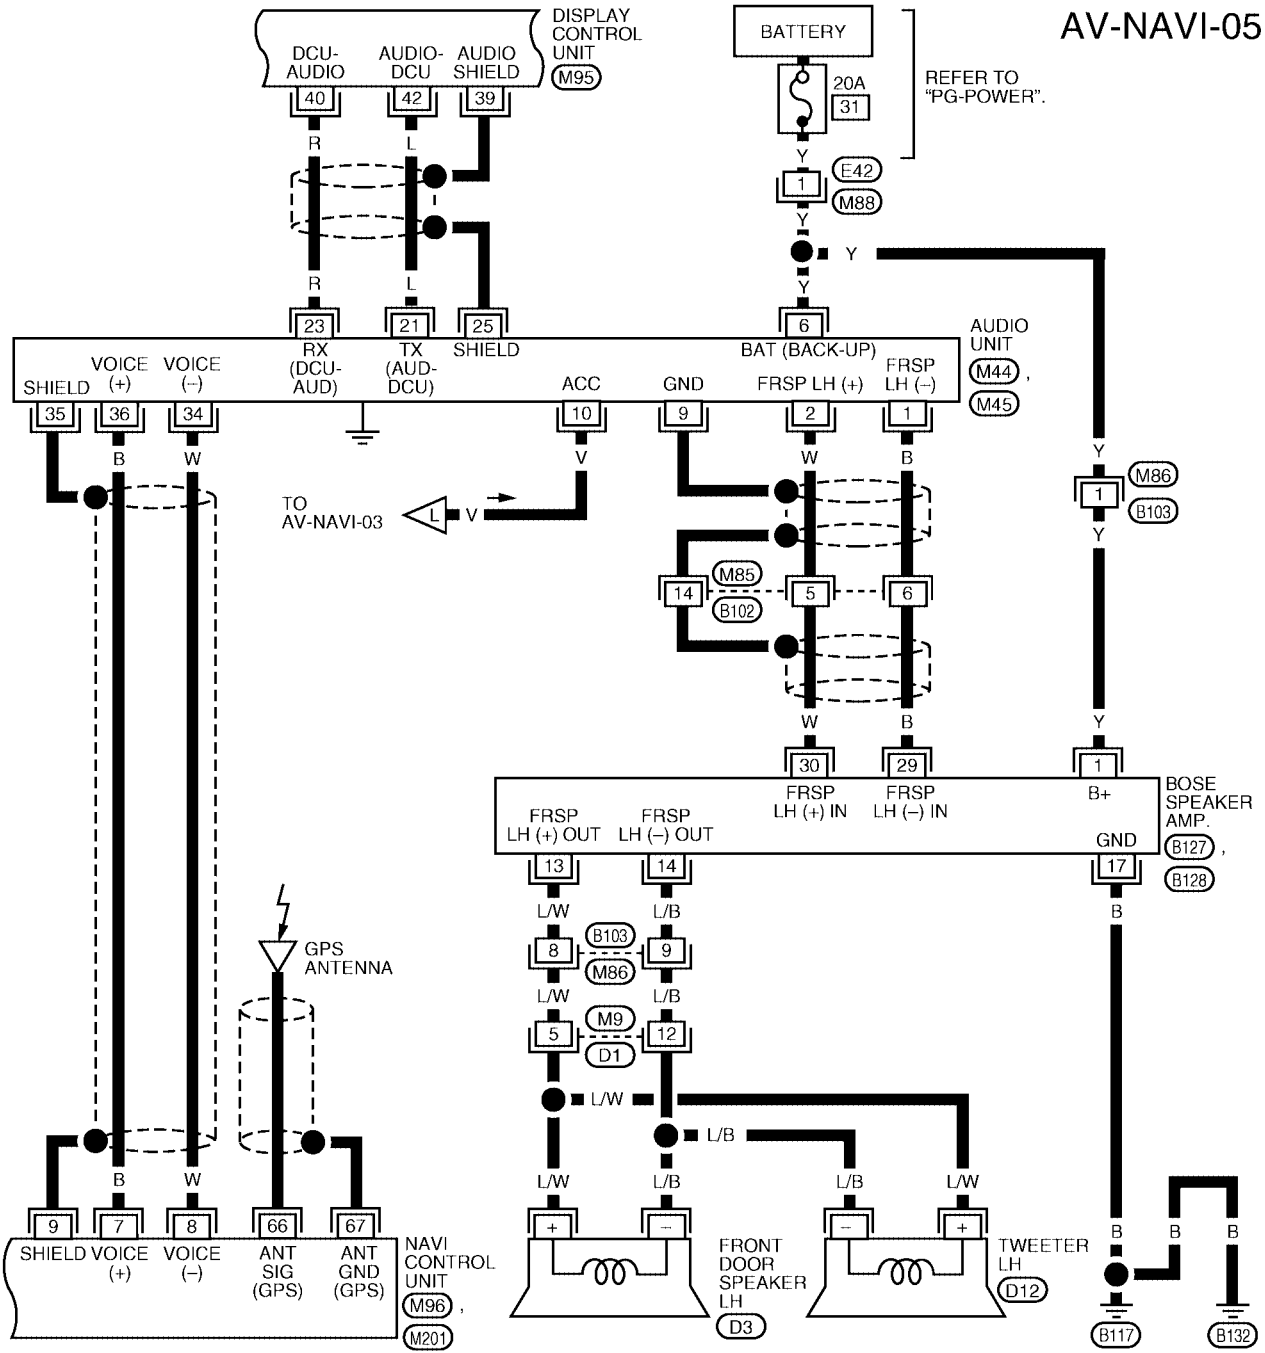 AV-NAVI-05
DISPLAY
CONTROL
UNIT
M95
DCU-
AUDIO
AUDIO-
DCU
AUDIO
SHIELD
40
42
39
R
L
R
L
BATTERY
20A
31
REFER TO
"PG-POWER".
Y
1
E42
M88
Y
Y
Y
23
21
25
6
RX
(DCU-
AUD)
TX
(AUD-
DCU)
SHIELD
BAT (BACK-UP)
AUDIO
UNIT
M44 ,
M45
SHIELD
VOICE
(+)
VOICE
(–)
ACC
GND
FRSP LH (+)
FRSP
LH (–)
35
36
34
10
9
2
1
B
W
V
W
B
Y
TO
AV-NAVI-03
L
V
1
M86
B103
Y
14
M85
B102
5
6
W
B
Y
30
29
1
FRSP
LH (+) IN
FRSP
LH (–) IN
B+
BOSE
SPEAKER
AMP.
B127 ,
B128
FRSP
LH (+) OUT
FRSP
LH (–) OUT
GND
13
14
17
L/W
L/B
B
8
B103
M86
9
L/W
L/B
5
M9
D1
12
L/W
L/B
GPS
ANTENNA
B
W
L/W
L/B
L/B
L/W
9
7
8
66
67
+
–
–
+
SHIELD
VOICE
(+)
VOICE
(–)
ANT
SIG
(GPS)
ANT
GND
(GPS)
NAVI
CONTROL
UNIT
M96 ,
M201
FRONT
DOOR
SPEAKER
LH
D3
TWEETER
LH
D12
B
B
B
B117
B132